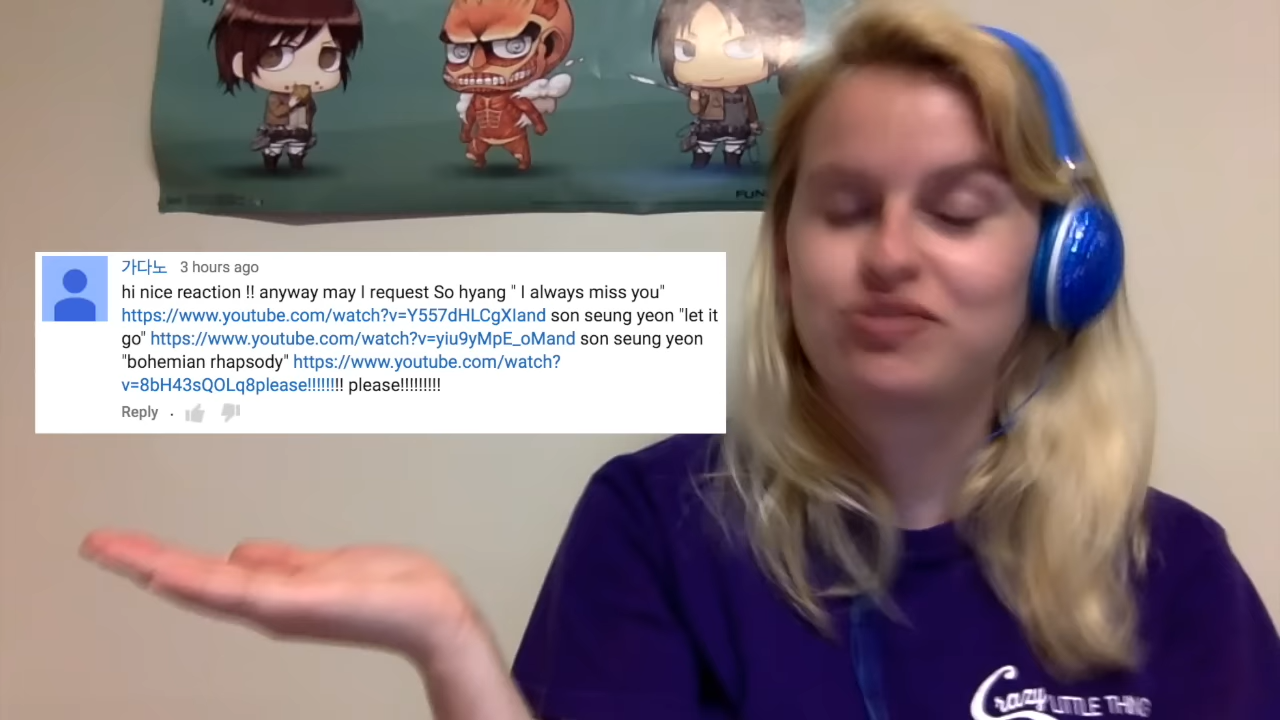 가다노 3 hours ago
hi nice reaction !! anyway may I request So hyang " I always miss you"
https://www.youtube.com/watch?v=Y557dHLCgXIand son seung yeon "let it
go" https://www.youtube.com/watch?v=yiu9yMpE_oMand son seung yeon
"bohemian rhapsody" https://www.youtube.com/watch?
v=8bH43sQOLq8please!!!!!!!! please!!!!!!!!!
Reply .
FUNI
Crazy LITTLE THING